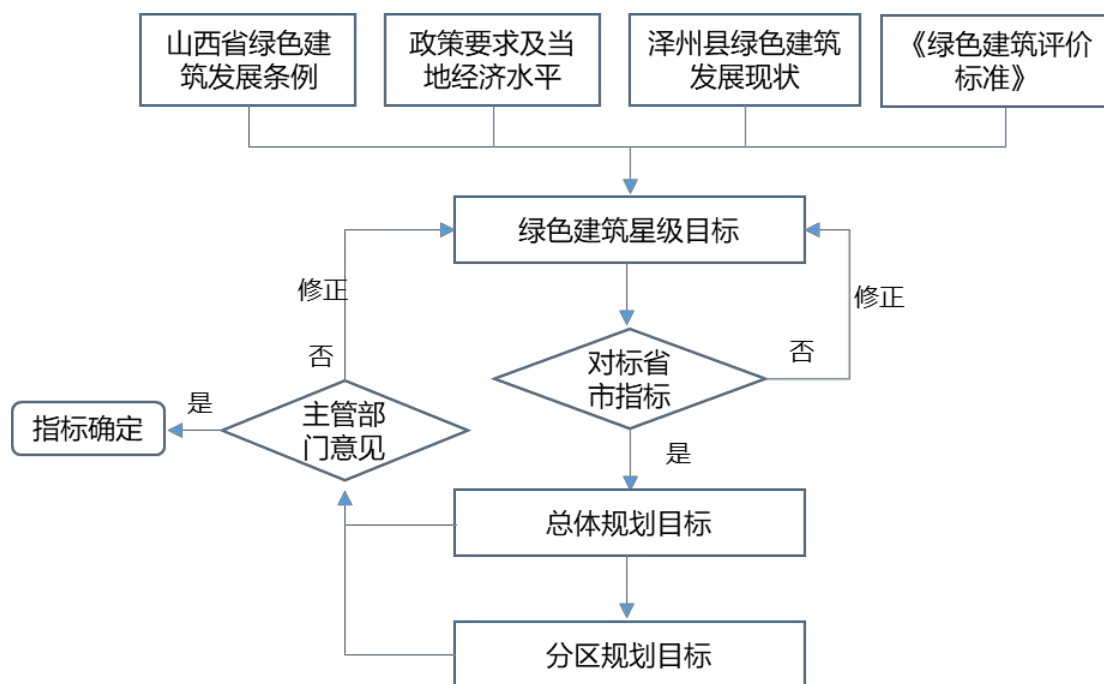 山西省绿色建
筑发展条例
政策要求及当
地经济水平
泽州县绿色建筑
发展现状
《绿色建筑评价
标准》
绿色建筑星级目标
修正
修正
对标省
市指标
否
否
是
主管部
门意见
指标确定
是
总体规划目标
分区规划目标